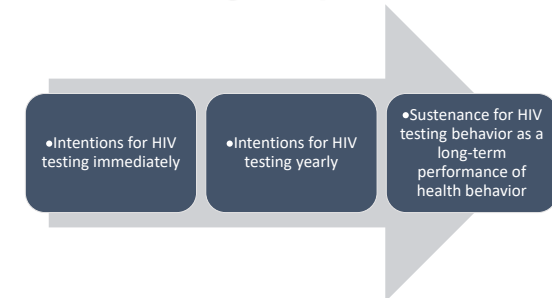 •Intentions for HIV
testing immediately
•Intentions for HIV
testing yearly
•Sustenance for HIV
testing behavior as a
long-term
performance of
health behavior